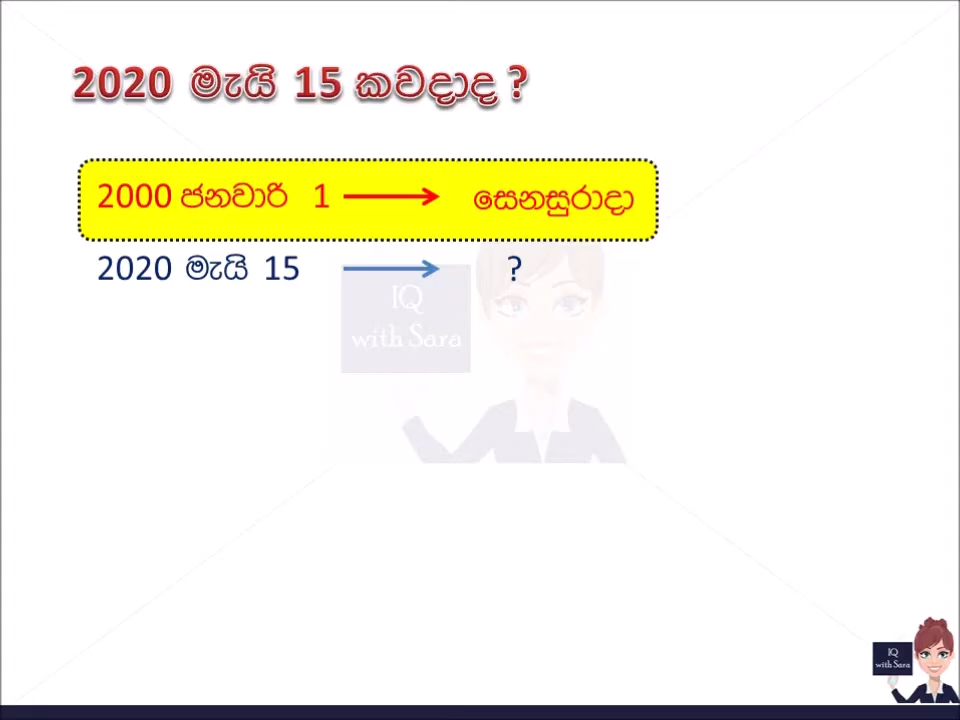 2020 මැයි 15 කවදාද ?
2000 ජනවාරි 1 සෙනසුරාදා
2020 මැයි 15 ?
IQ
with Sara
IQ
with Sara